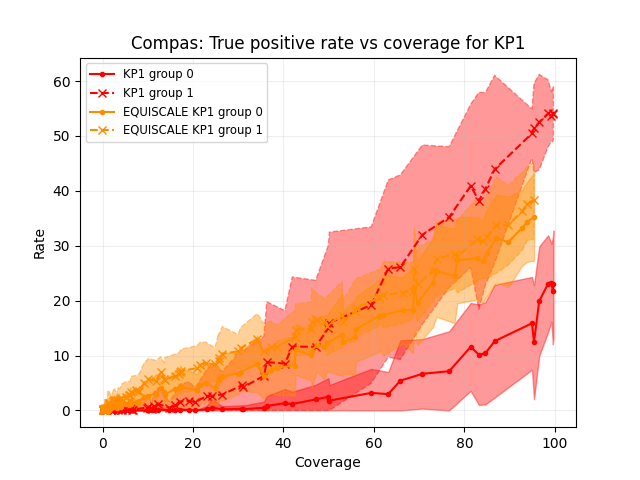 Compas: True positive rate vs coverage for KP1
KP1 group 0
KP1 group 1
EQUISCALE KP1 group 0
EQUISCALE KP1 group 1
60
50
40
30
20
10
0
Rate
0 20 40 60 80 100
Coverage